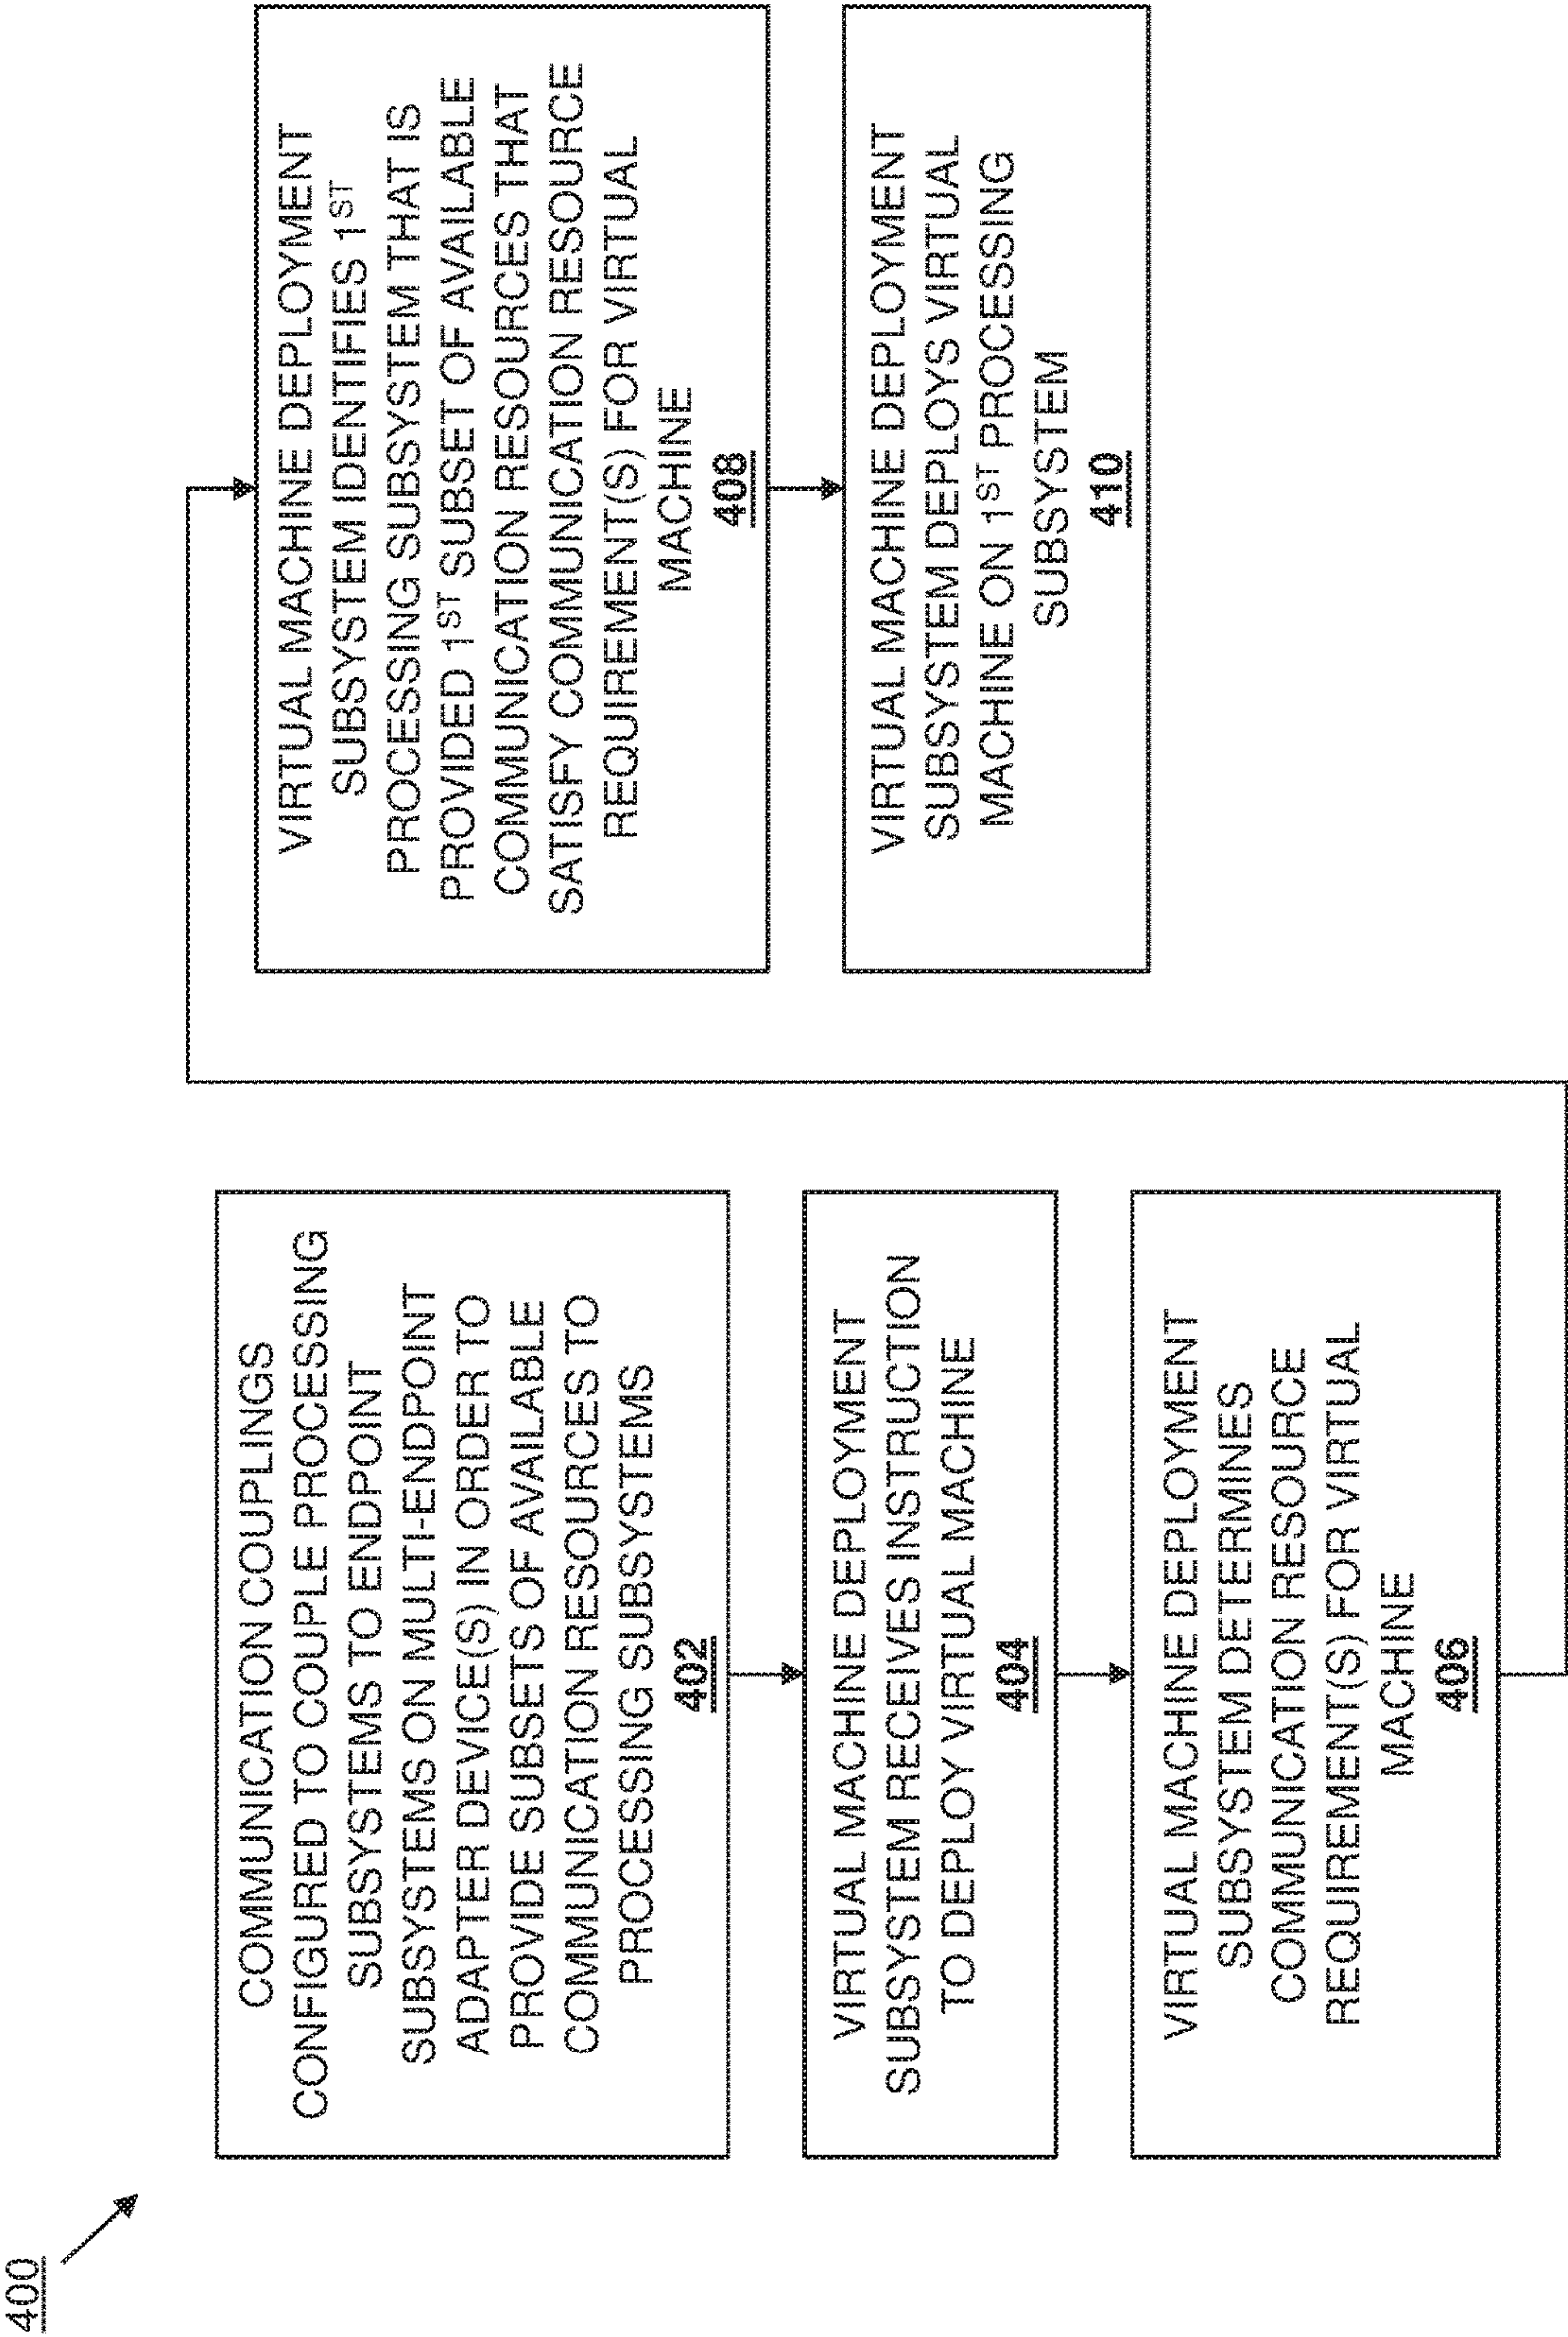 400
COMMUNICATION COUPLINGS
CONFIGURED TO COUPLE PROCESSING
SUBSYSTEMS TO ENDPOINT
SUBSYSTEMS ON MULTI-ENDPOINT
ADAPTER DEVICE(S) IN ORDER TO
PROVIDE SUBSETS OF AVAILABLE
COMMUNICATION RESOURCES TO
PROCESSING SUBSYSTEMS
402
VIRTUAL MACHINE DEPLOYMENT
SUBSYSTEM RECEIVES INSTRUCTION
TO DEPLOY VIRTUAL MACHINE
404
VIRTUAL MACHINE DEPLOYMENT
SUBSYSTEM DETERMINES
COMMUNICATION RESOURCE
REQUIREMENT(S) FOR VIRTUAL
MACHINE
406
VIRTUAL MACHINE DEPLOYMENT
SUBSYSTEM IDENTIFIES 1ST
PROCESSING SUBSYSTEM THAT IS
PROVIDED 1ST SUBSET OF AVAILABLE
COMMUNICATION RESOURCES THAT
SATISFY COMMUNICATION RESOURCE
REQUIREMENT(S) FOR VIRTUAL
MACHINE
408
VIRTUAL MACHINE DEPLOYMENT
SUBSYSTEM DEPLOYS VIRTUAL
MACHINE ON 1ST PROCESSING
SUBSYSTEM
410